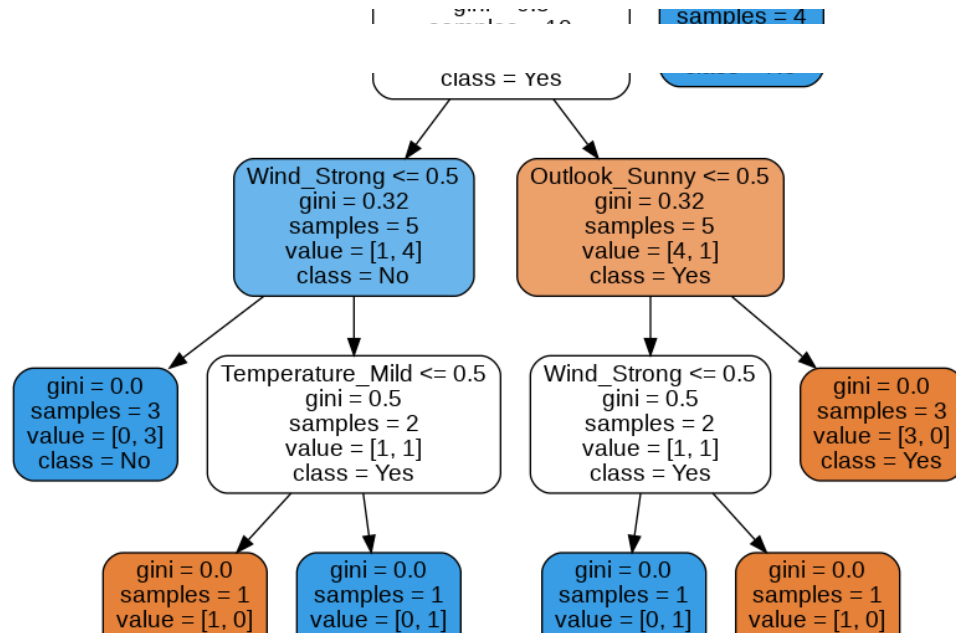 samples = 4
class = Yes
Wind_Strong <= 0.5
gini = 0.32
samples = 5
value = [1, 4]
class = No
Outlook_Sunny <= 0.5
gini = 0.32
samples = 5
value = [4, 1]
class = Yes
gini = 0.0
samples = 3
value = [0, 3]
class = No
Temperature_Mild <= 0.5
gini = 0.5
samples = 2
value = [1, 1]
class = Yes
Wind_Strong <= 0.5
gini = 0.5
samples = 2
value = [1, 1]
class = Yes
gini = 0.0
samples = 3
value = [3, 0]
class = Yes
gini = 0.0
samples = 1
value = [1, 0]
gini = 0.0
samples = 1
value = [0, 1]
gini = 0.0
samples = 1
value = [0, 1]
gini = 0.0
samples = 1
value = [1, 0]